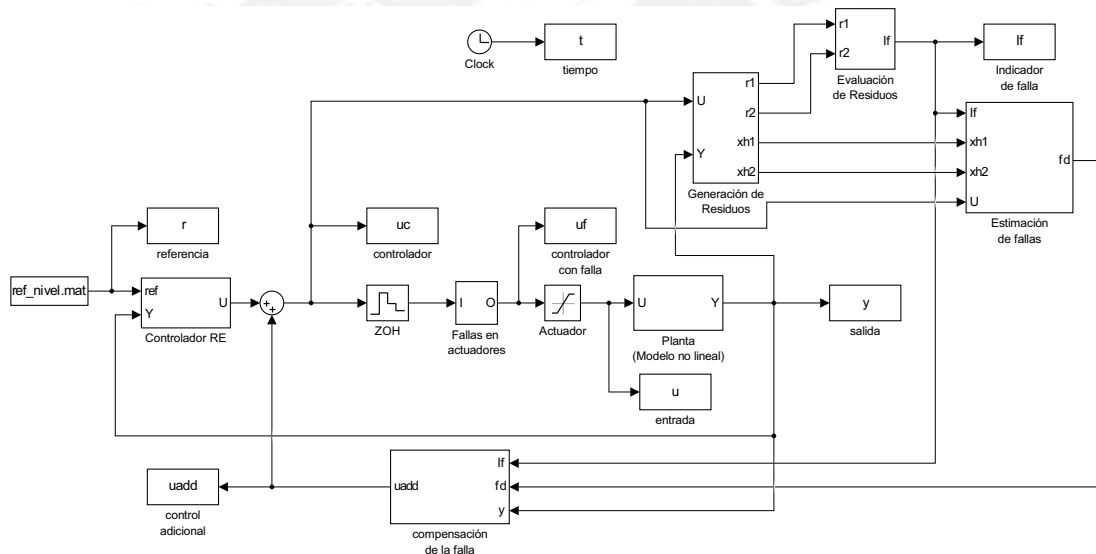 Clock
t
tiempo
r1
r2
If
Evaluación
de Residuos
If
Indicador
de falla
U
Y
r1
r2
xh1
xh2
Generación de
Residuos
If
xh1
xh2
U
fd
Estimación
de fallas
r
referencia
uc
controlador
uf
controlador
con falla
ref_nivel.mat
ref
Y
U
Controlador RE
+
+
ZOH
I
O
Fallas en
actuadores
Actuador
U
Y
Planta
(Modelo no lineal)
y
salida
u
entrada
uadd
control
adicional
uadd
If
fd
y
compensación
de la falla